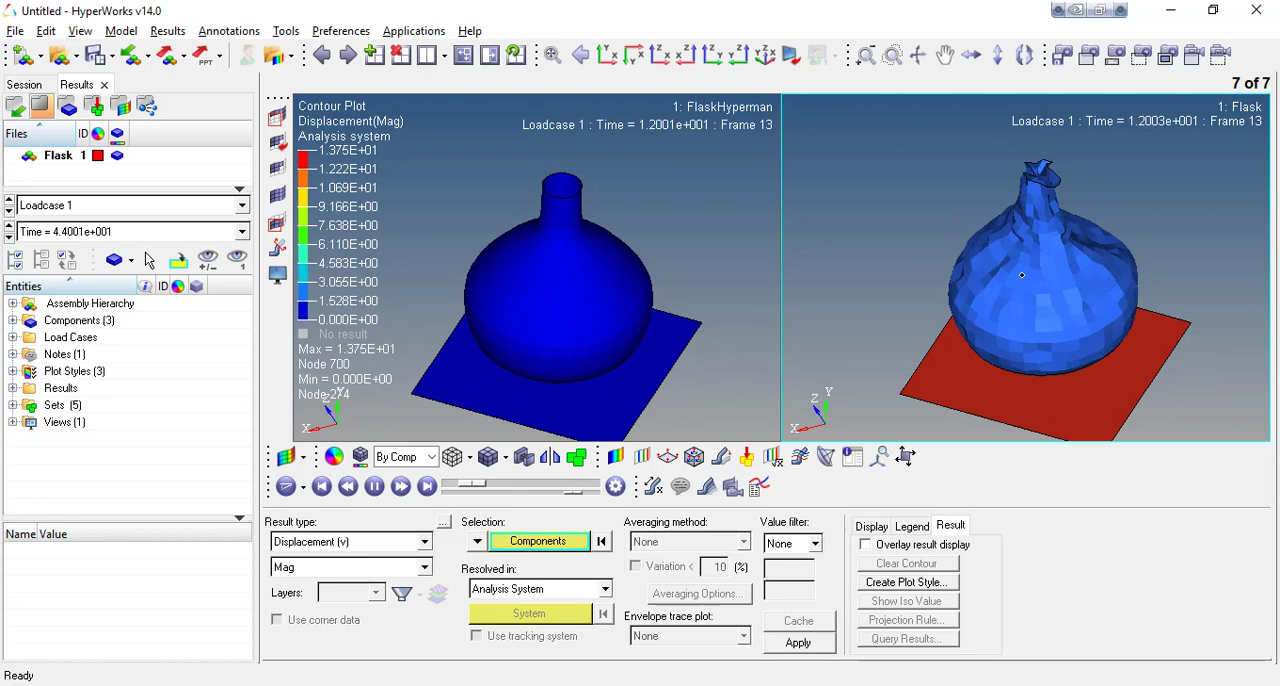 Untitled - HyperWorks v14.0
File Edit View Model Results Annotations Tools Preferences Applications Help
PPT
7 of 7
Session Results
Files ID
Flask 1
Loadcase 1
Time = 4.4001e+001
Entities ID
Assembly Hierarchy
Components (3)
Load Cases
Notes (1)
Plot Styles (3)
Results
Sets (5)
Views (1)
Name Value
Contour Plot
Displacement(Mag)
Analysis system
1.375E+01
1.222E+01
1.069E+01
9.166E+00
7.638E+00
6.110E+00
4.583E+00
3.055E+00
1.528E+00
0.000E+00
No result
Max = 1.375E+01
Node 700
Min = 0.000E+00
Node 274
1: FlaskHyperman
Loadcase 1 : Time = 1.2001e+001 : Frame 13
Z Y X
1: Flask
Loadcase 1 : Time = 1.2003e+001 : Frame 13
Z Y X
By Comp
Result type:
Displacement (v)
Mag
Layers:
Use corner data
Selection:
Components
Resolved in:
Analysis System
System
Use tracking system
Averaging method:
None
Variation < 10 (%)
Averaging Options...
Envelope trace plot:
None
Value filter:
None
Cache
Apply
Display Legend Result
Overlay result display
Clear Contour
Create Plot Style...
Show Iso Value
Projection Rule...
Query Results...
Ready